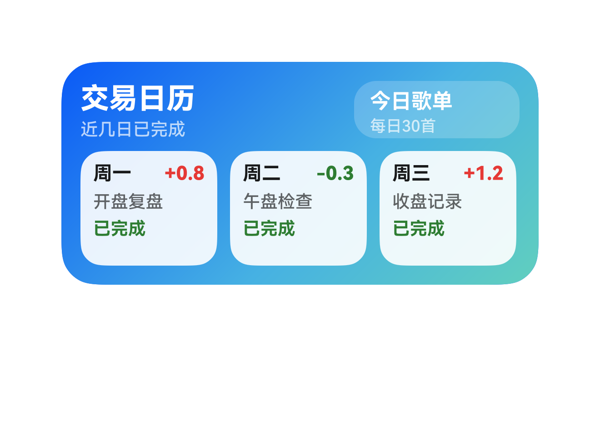 交易日历
近几日已完成
今日歌单
每日30首
周一 +0.8
开盘复盘
已完成
周二 -0.3
午盘检查
已完成
周三 +1.2
收盘记录
已完成